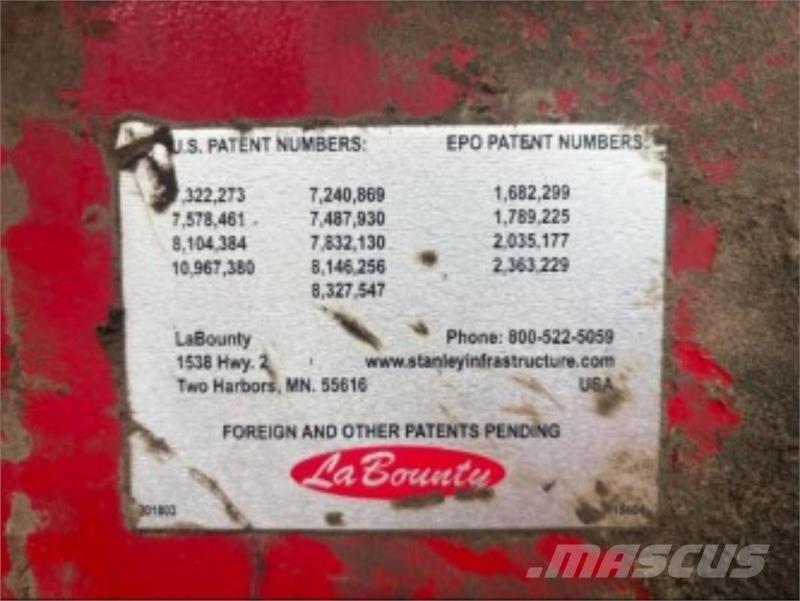 U.S. PATENT NUMBERS: EPO PATENT NUMBERS:
,322,273 7,240,869 1,682,299
7,578,461 7,487,930 1,789,225
8,104,384 7,832,130 2,035,177
10,967,380 8,146,256 2,363,229
8,327,547
LaBounty Phone: 800-522-5059
1538 Hwy. 2 www.stanleyinfrastructure.com
Two Harbors, MN. 55616 USA
FOREIGN AND OTHER PATENTS PENDING
LaBounty
MASCUS